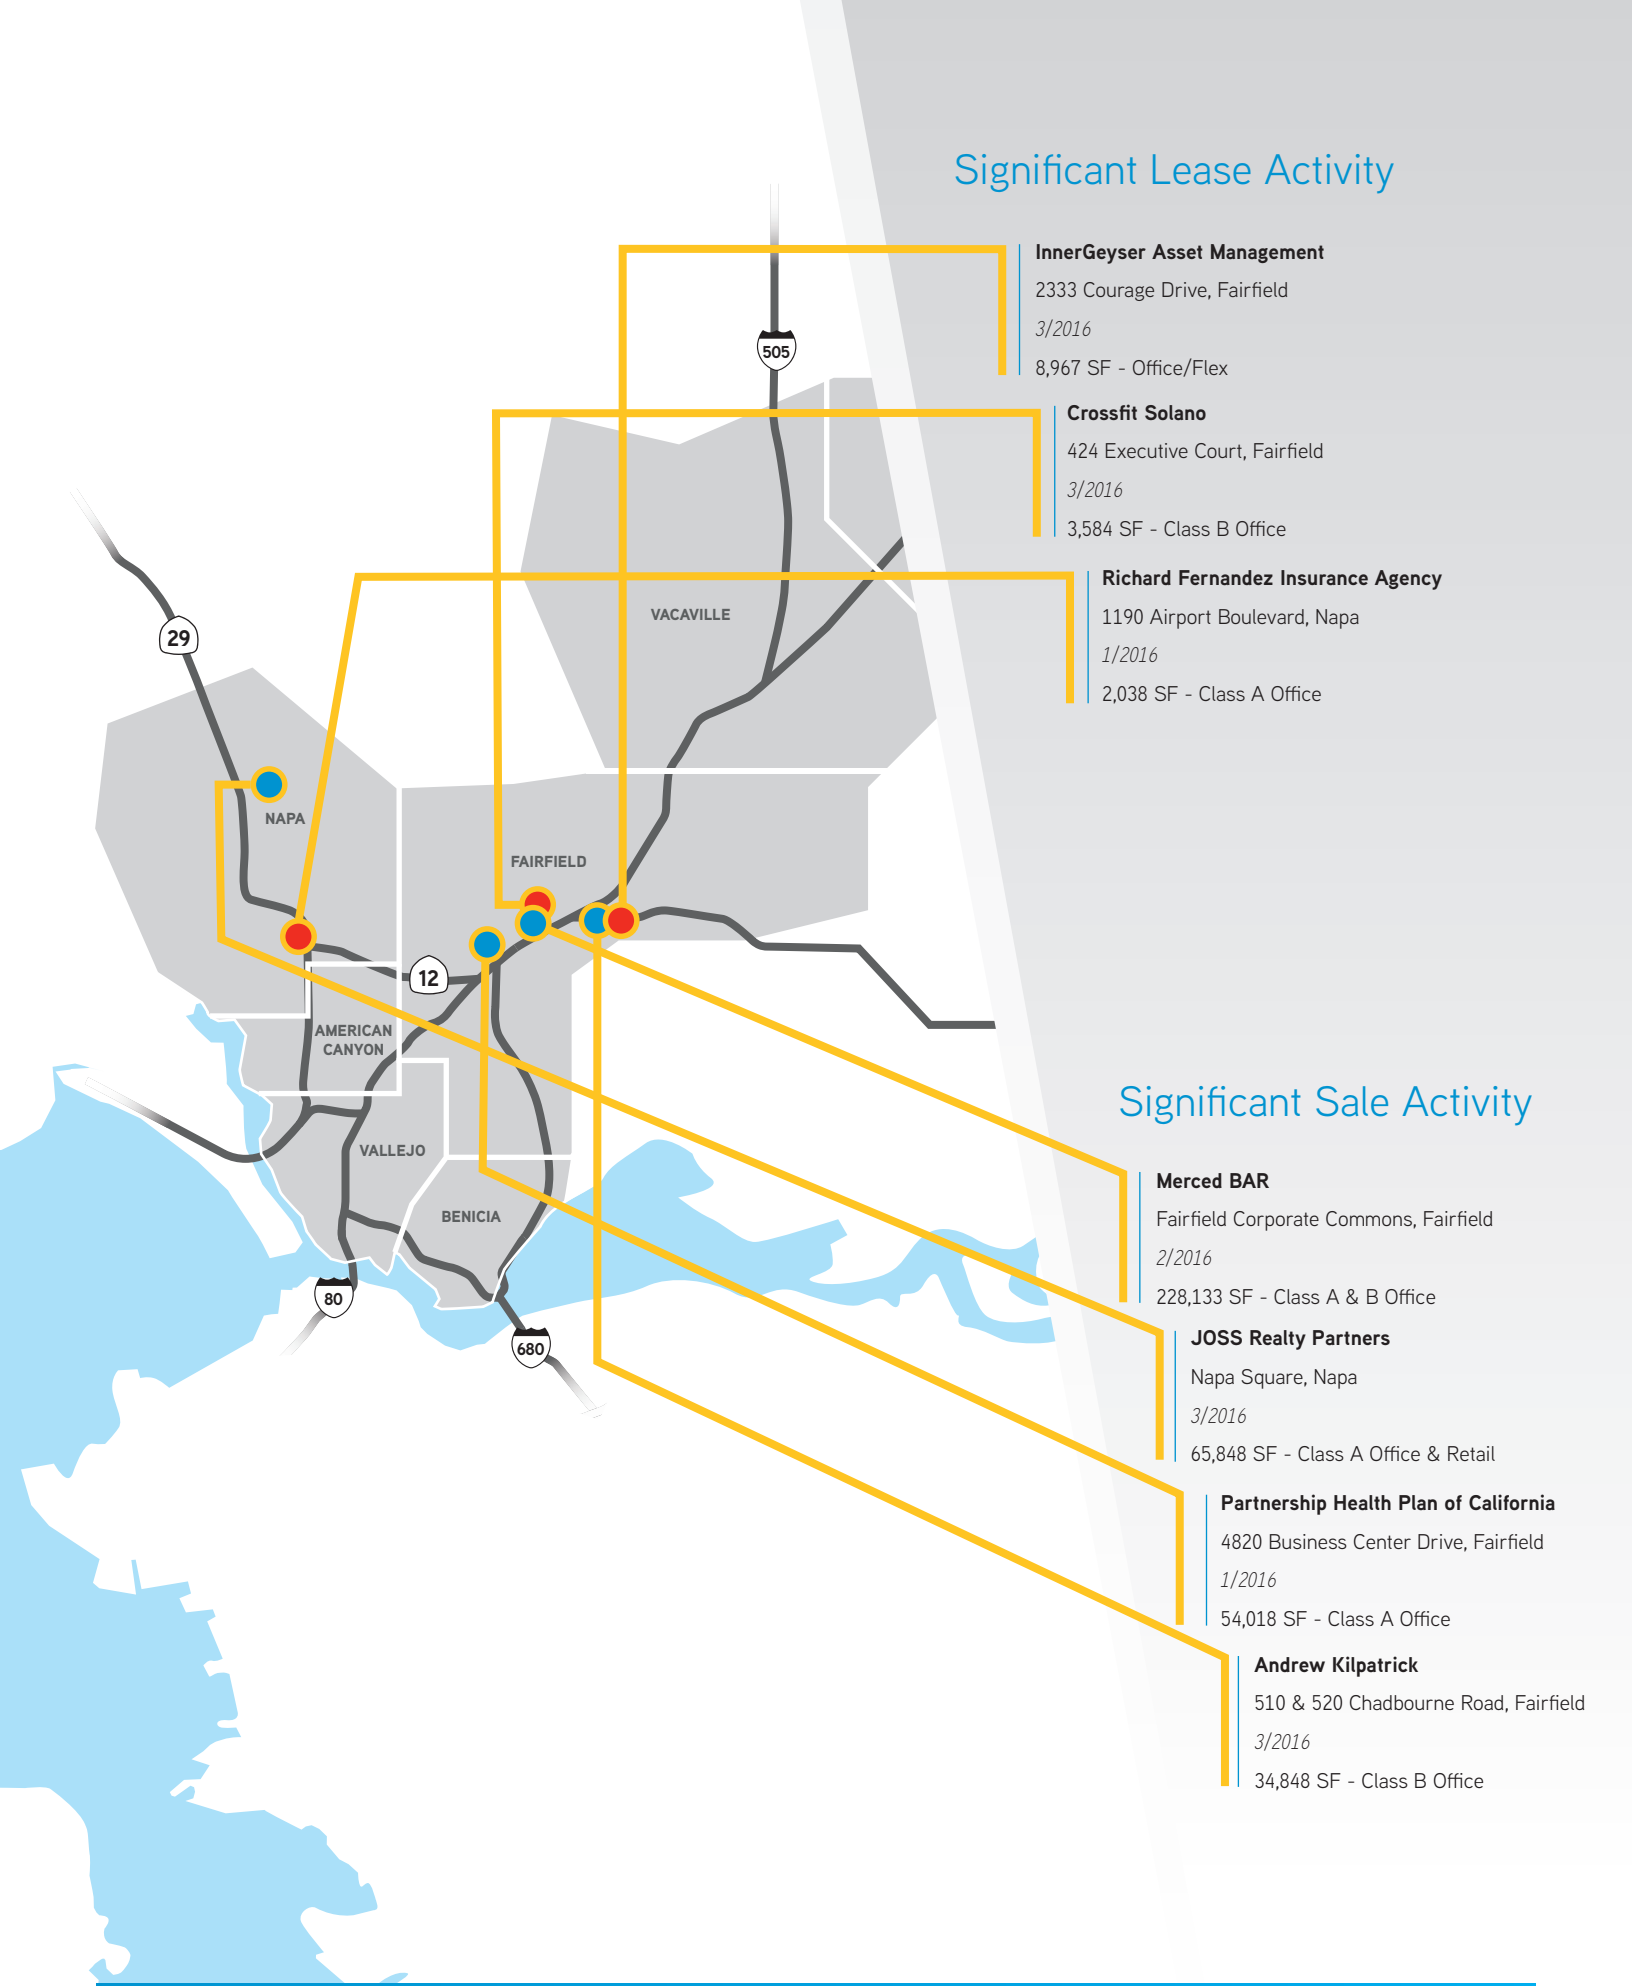 Significant Lease Activity
InnerGeyser Asset Management
2333 Courage Drive, Fairfield
3/2016
8,967 SF - Office/Flex
505
Crossfit Solano
424 Executive Court, Fairfield
3/2016
3,584 SF - Class B Office
Richard Fernandez Insurance Agency
1190 Airport Boulevard, Napa
1/2016
2,038 SF - Class A Office
VACAVILLE
29
NAPA
FAIRFIELD
12
AMERICAN
CANYON
VALLEJO
BENICIA
80
680
Significant Sale Activity
Merced BAR
Fairfield Corporate Commons, Fairfield
2/2016
228,133 SF - Class A & B Office
JOSS Realty Partners
Napa Square, Napa
3/2016
65,848 SF - Class A Office & Retail
Partnership Health Plan of California
4820 Business Center Drive, Fairfield
1/2016
54,018 SF - Class A Office
Andrew Kilpatrick
510 & 520 Chadbourne Road, Fairfield
3/2016
34,848 SF - Class B Office